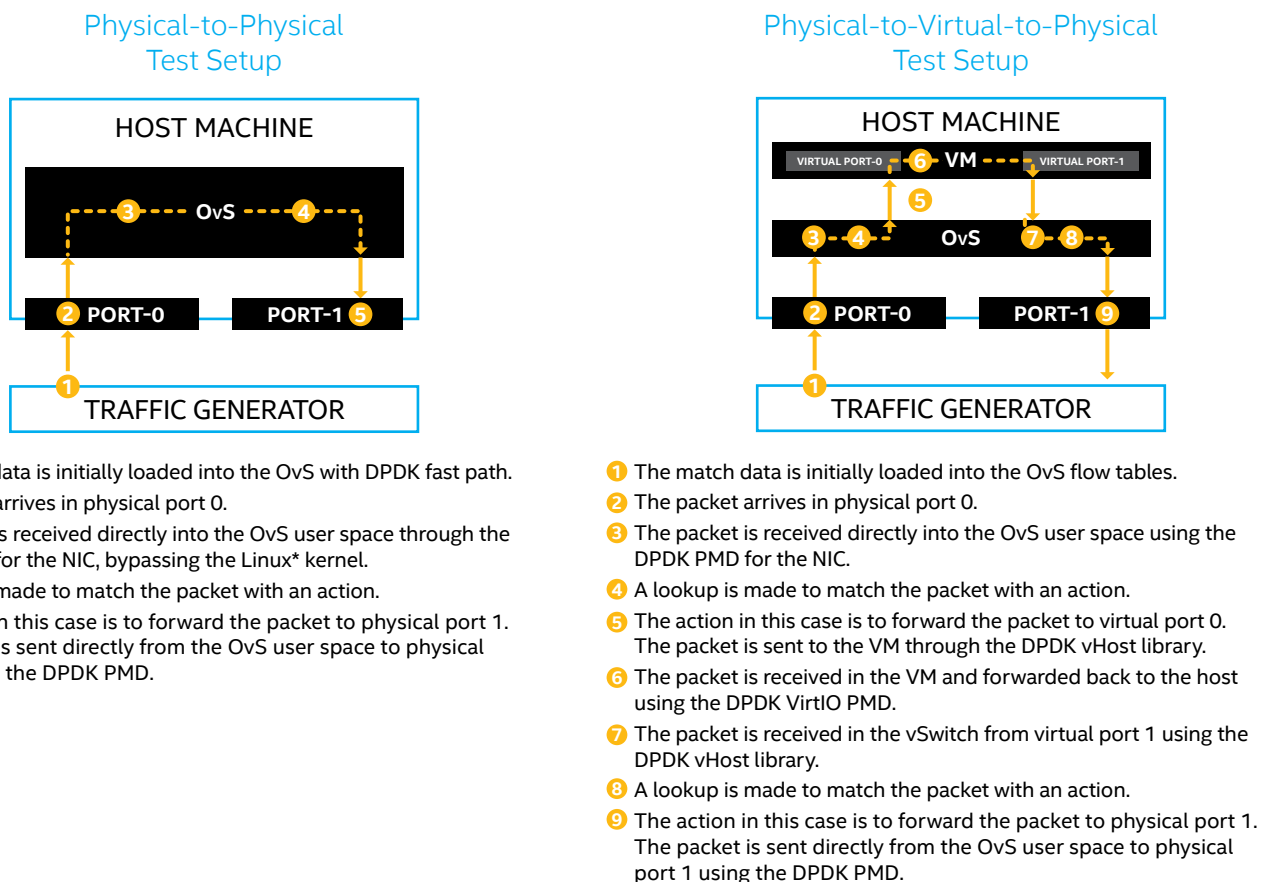 Physical-to-Physical
Test Setup
HOST MACHINE
3
OvS
4
2 PORT-0
PORT-1 5
1
TRAFFIC GENERATOR
data is initially loaded into the OvS with DPDK fast path.
arrives in physical port 0.
s received directly into the OvS user space through the
for the NIC, bypassing the Linux* kernel.
made to match the packet with an action.
n this case is to forward the packet to physical port 1.
s sent directly from the OvS user space to physical
the DPDK PMD.
Physical-to-Virtual-to-Physical
Test Setup
HOST MACHINE
VIRTUAL PORT-0 6 VM VIRTUAL PORT-1
5
3 4 OvS 7 8
2 PORT-0
PORT-1 9
1
TRAFFIC GENERATOR
1 The match data is initially loaded into the OvS flow tables.
2 The packet arrives in physical port 0.
3 The packet is received directly into the OvS user space using the
DPDK PMD for the NIC.
4 A lookup is made to match the packet with an action.
5 The action in this case is to forward the packet to virtual port 0.
The packet is sent to the VM through the DPDK vHost library.
6 The packet is received in the VM and forwarded back to the host
using the DPDK VirtIO PMD.
7 The packet is received in the vSwitch from virtual port 1 using the
DPDK vHost library.
8 A lookup is made to match the packet with an action.
9 The action in this case is to forward the packet to physical port 1.
The packet is sent directly from the OvS user space to physical
port 1 using the DPDK PMD.